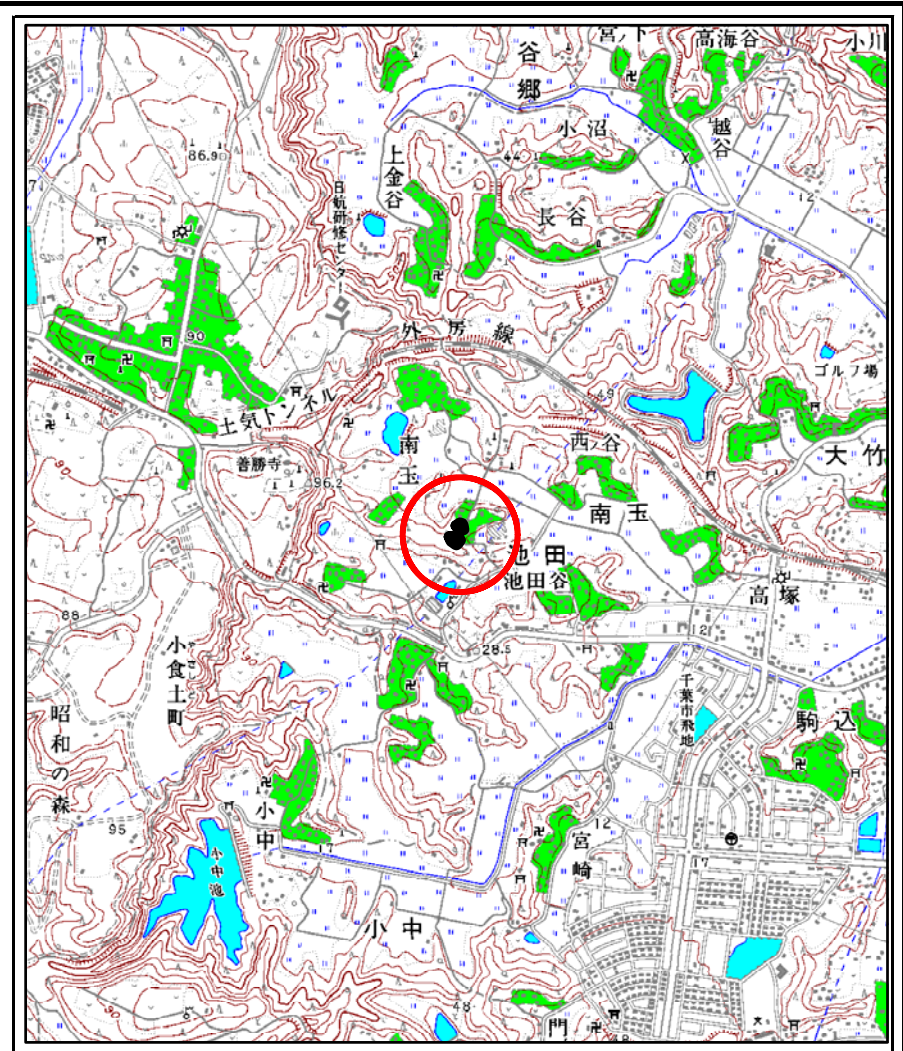 宮ノ下
高海谷
小川
谷郷
小沼
越谷
86.9
上金谷
44
日航研修センター
長谷
12
90
外房線
ゴルフ場
土気トンネル
49
南玉
西ノ谷
大竹
善勝寺
96.2
90
南玉
池田
池田谷
高塚
88
12
28.5
小食土町
千葉市飛地
昭和の森
駒込
95
小中
17
12
宮崎
17
小中池
小中
48
門